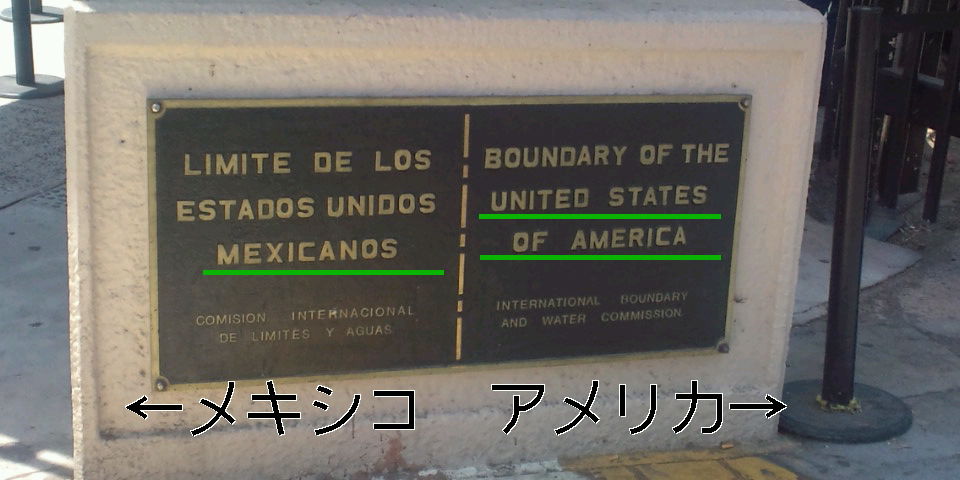 LIMITE DE LOS
ESTADOS UNIDOS
MEXICANOS
COMISION INTERNACIONAL
DE LIMITES Y AGUAS
BOUNDARY OF THE
UNITED STATES
OF AMERICA
INTERNATIONAL BOUNDARY
AND WATER COMMISSION
←メキシコ アメリカ→